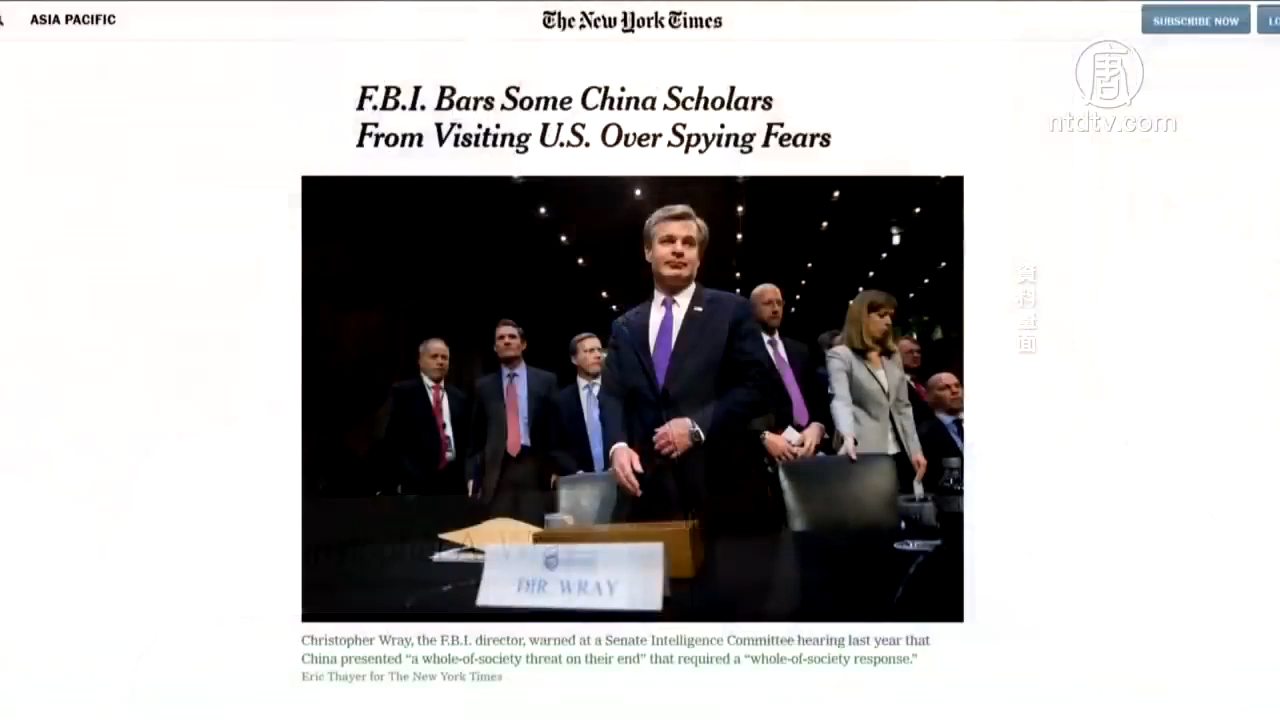 ASIA PACIFIC
The New York Times
SUBSCRIBE NOW
唐
ntdtv.com
F.B.I. Bars Some China Scholars
From Visiting U.S. Over Spying Fears
資料畫面
DIR. WRAY
Christopher Wray, the F.B.I. director, warned at a Senate Intelligence Committee hearing last year that
China presented “a whole-of-society threat on their end” that required a “whole-of-society response.”
Eric Thayer for The New York Times